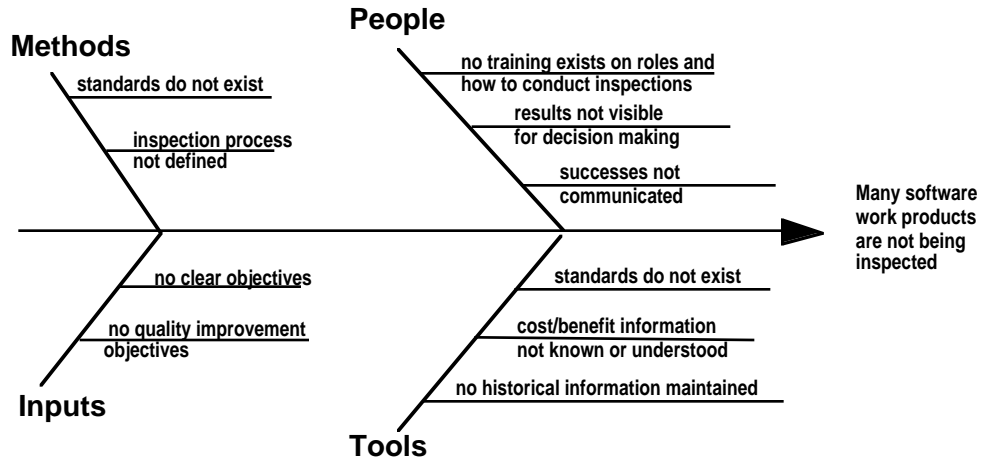 People
Methods
no training exists on roles and
how to conduct inspections
standards do not exist
results not visible
for decision making
inspection process
not defined
successes not
communicated
Many software
work products
are not being
inspected
no clear objectives
standards do not exist
no quality improvement
objectives
cost/benefit information
not known or understood
no historical information maintained
Inputs
Tools